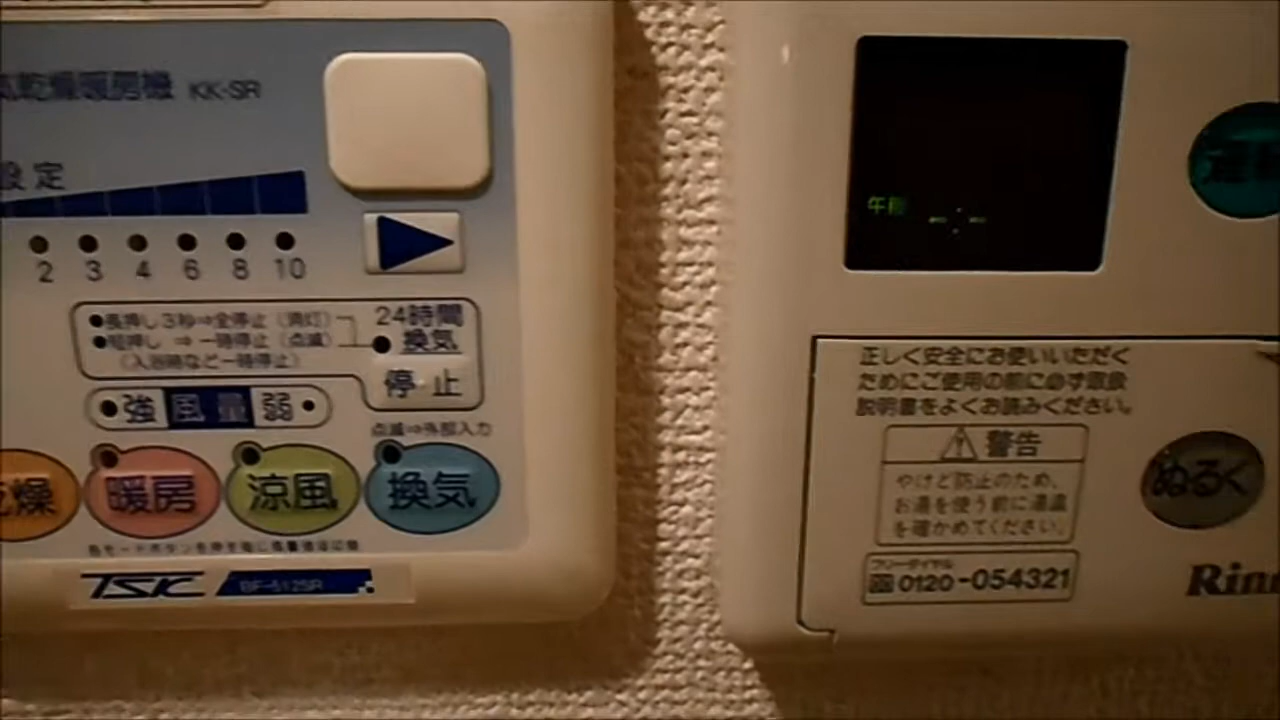 気乾燥暖房機 KK-SR
設定
2 3 4 6 8 10
●長押し3秒⇒全停止（消灯）
●短押し ⇒ 一時停止（点滅）
（入浴時など一時停止）
24時間
換気
停止
強 風量 弱
点滅⇒外部入力
乾燥 暖房 涼風 換気
TSK BF-512SR
午後 --:--
正しく安全にお使いいただく
ためにご使用の前に必ず取扱
説明書をよくお読みください。
⚠警告
やけど防止のため、
お湯を使う前に湯温
を確かめてください。
フリーダイヤル
0120-054321
ぬるく
Rinn